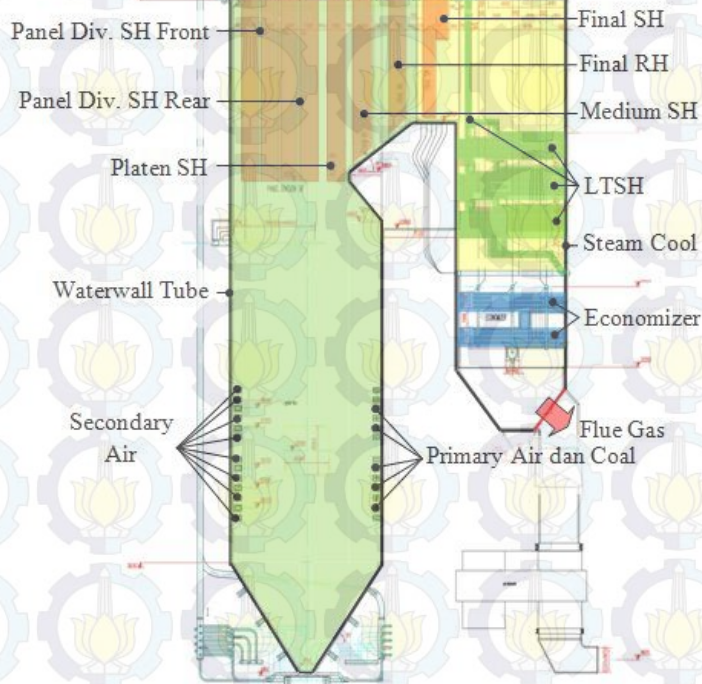 Panel Div. SH Front
Final SH
Final RH
Panel Div. SH Rear
Medium SH
Platen SH
LTSH
Steam Cool
Waterwall Tube
Economizer
Secondary
Air
Flue Gas
Primary Air dan Coal